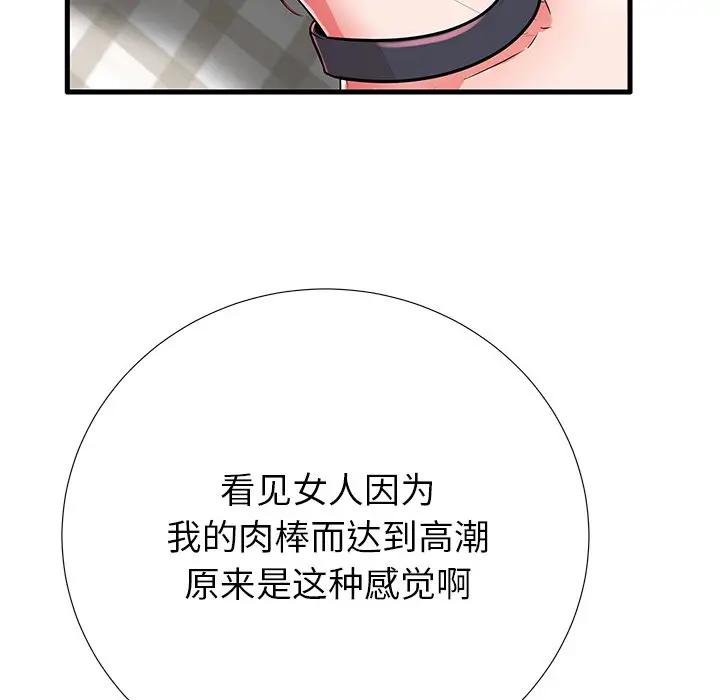 看见女人因为
我的肉棒而达到高潮
原来是这种感觉啊